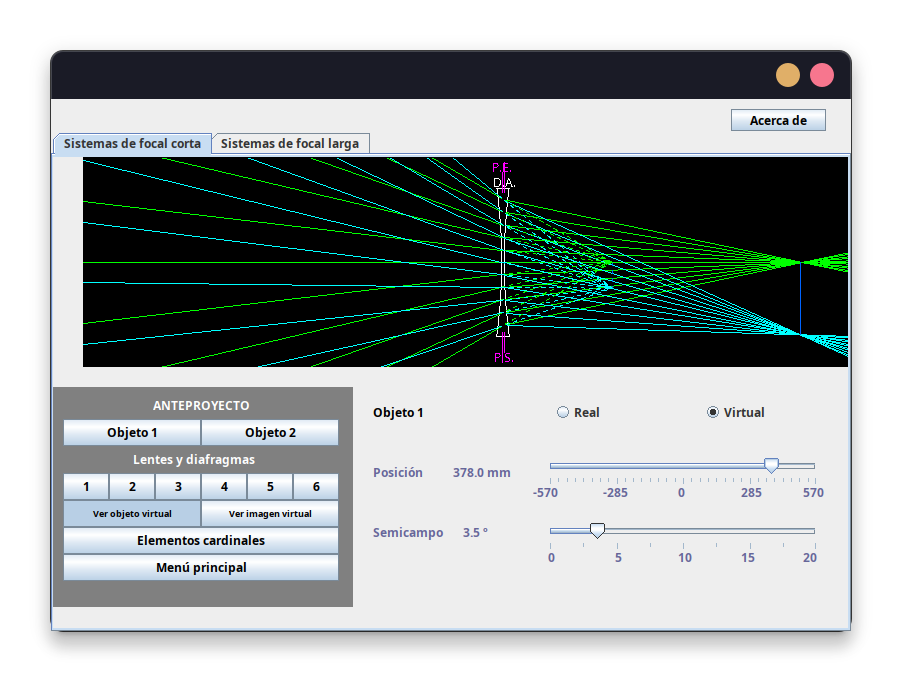 Acerca de
Sistemas de focal corta Sistemas de focal larga
P.E.
D.A.
P.S.
ANTEPROYECTO
Objeto 1 Objeto 2
Lentes y diafragmas
1 2 3 4 5 6
Ver objeto virtual Ver imagen virtual
Elementos cardinales
Menú principal
Objeto 1 Real Virtual
Posición 378.0 mm
-570 -285 0 285 570
Semicampo 3.5 º
0 5 10 15 20